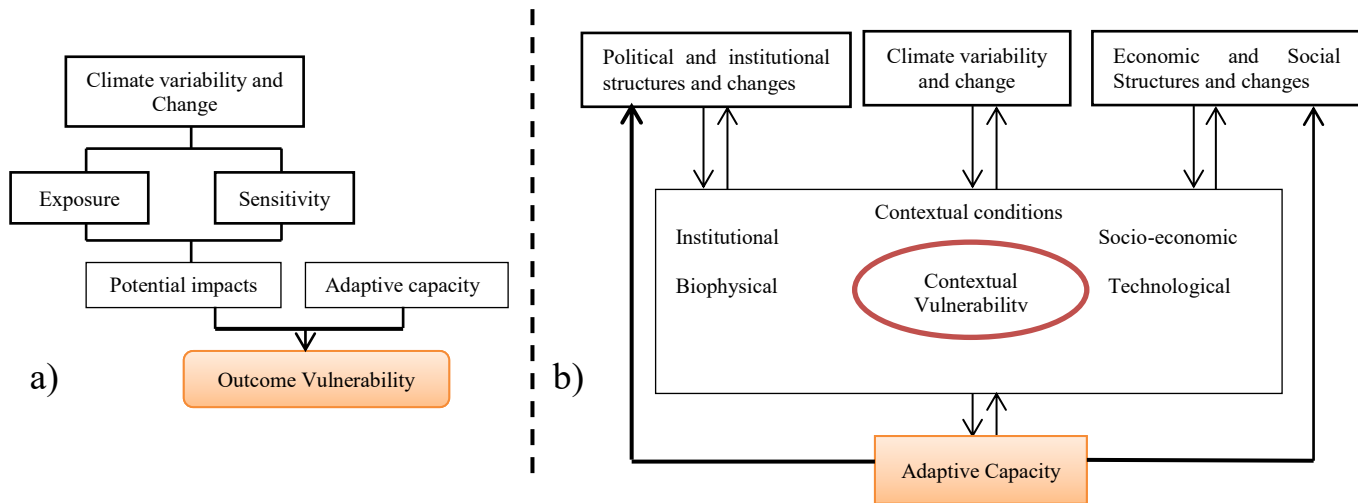 Climate variability and
Change
Exposure
Sensitivity
Potential impacts
Adaptive capacity
Outcome Vulnerability
a)
Political and institutional
structures and changes
Climate variability
and change
Economic and Social
Structures and changes
Contextual conditions
Institutional
Socio-economic
Biophysical
Contextual
Vulnerability
Technological
b)
Adaptive Capacity